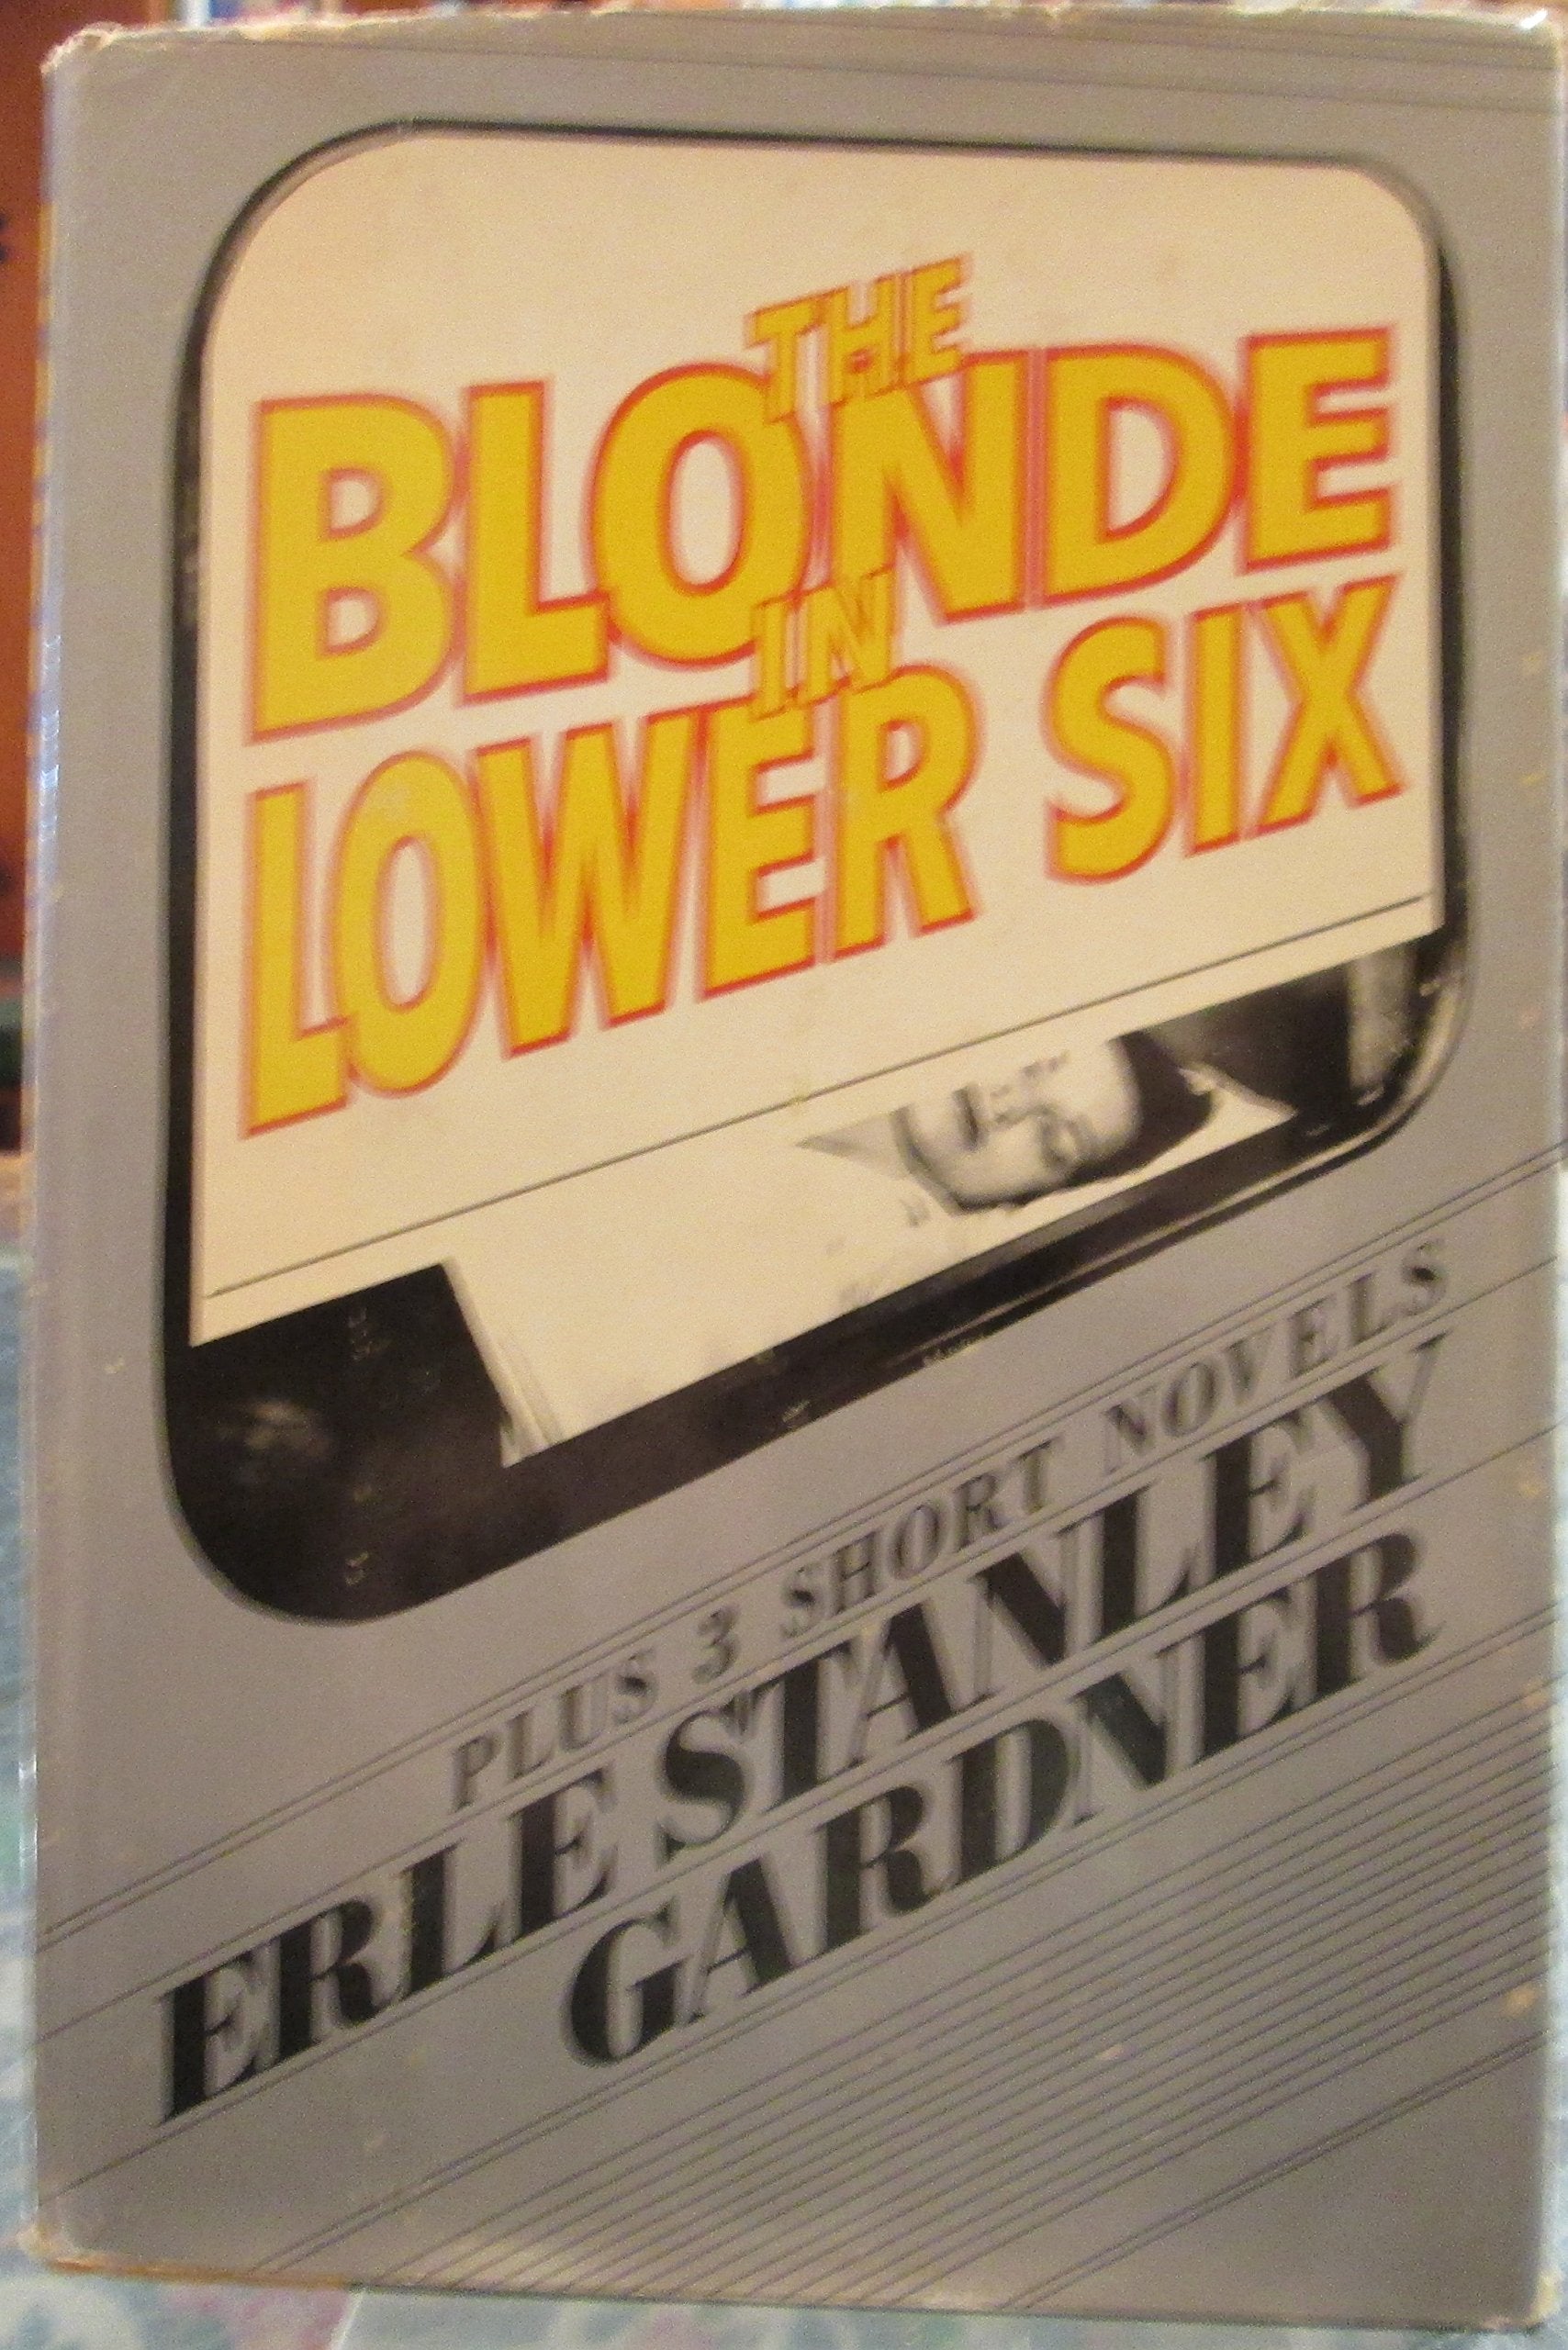 THE
BLONDE
IN
LOWER SIX
PLUS 3 SHORT NOVELS
ERLE STANLEY
GARDNER